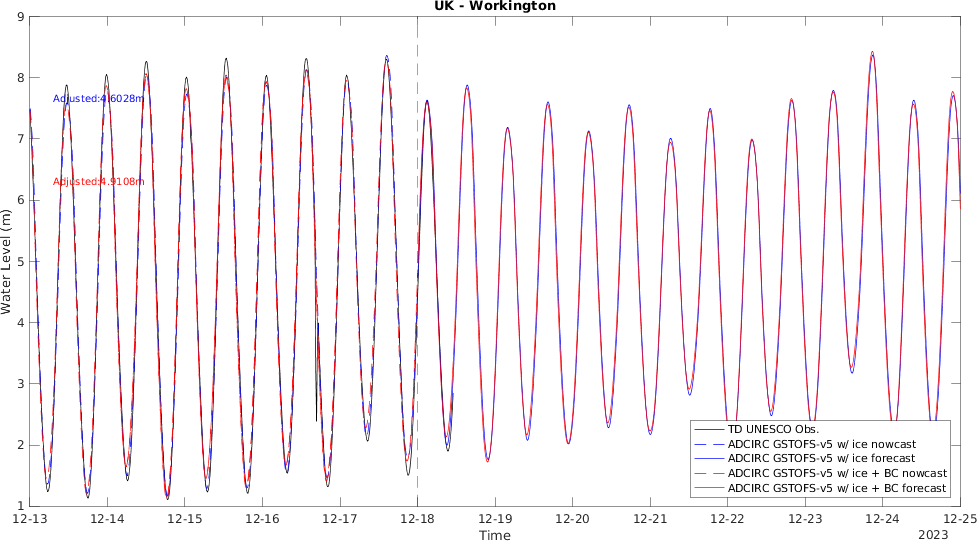 UK - Workington
9
8
7
6
5
4
3
2
1
Water Level (m)
Adjusted:4.6028m
Adjusted:4.9108m
TD UNESCO Obs.
ADCIRC GSTOFS-v5 w/ ice nowcast
ADCIRC GSTOFS-v5 w/ ice forecast
ADCIRC GSTOFS-v5 w/ ice + BC nowcast
ADCIRC GSTOFS-v5 w/ ice + BC forecast
12-13 12-14 12-15 12-16 12-17 12-18 12-19 12-20 12-21 12-22 12-23 12-24 12-25
Time
2023